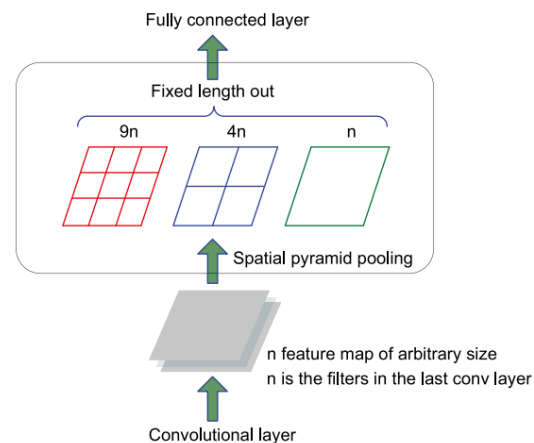 Fully connected layer
Fixed length out
9n 4n n
Spatial pyramid pooling
n feature map of arbitrary size
n is the filters in the last conv layer
Convolutional layer